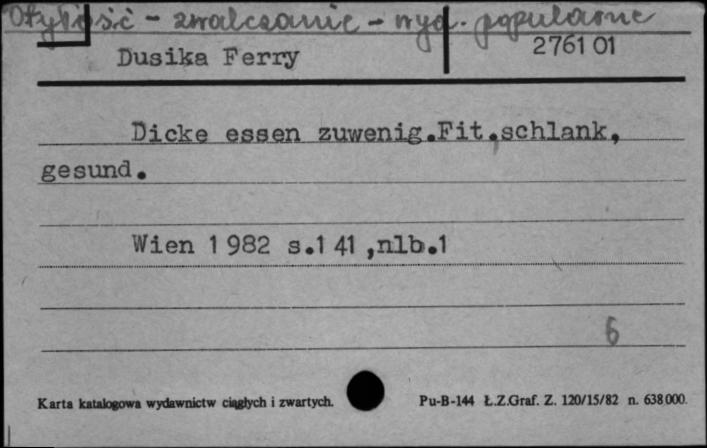 Otyłość - zwalczanie - wyd. popularne
Dusika Ferry
2761 01
Dicke essen zuwenig.Fit,schlank,
gesund.
Wien 1982 s.141,nlb.1
6
Karta katalogowa wydawnictw ciągłych i zwartych.
Pu-B-144 Ł.Z.Graf. Z. 120/15/82 n. 638000.